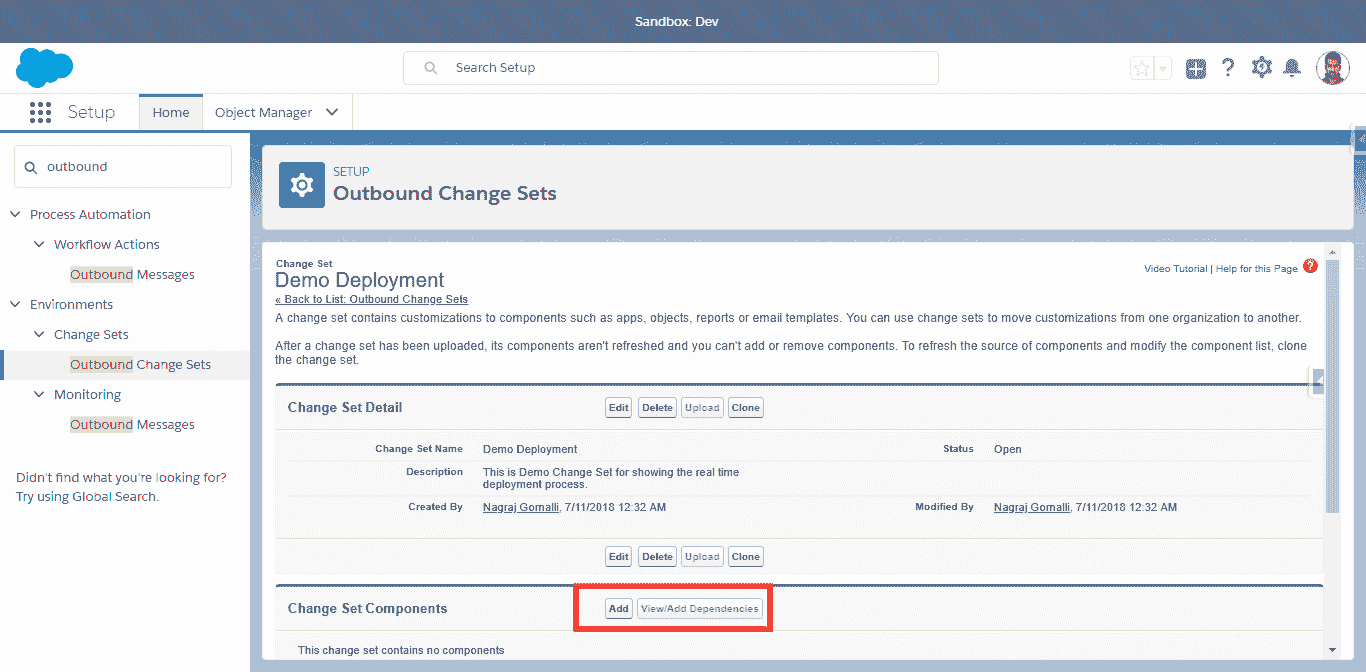 Sandbox: Dev
Search Setup
Setup
Home
Object Manager
outbound
Process Automation
Workflow Actions
Outbound Messages
Environments
Change Sets
Outbound Change Sets
Monitoring
Outbound Messages
Didn't find what you're looking for?
Try using Global Search.
SETUP
Outbound Change Sets
Change Set
Demo Deployment
Video Tutorial | Help for this Page
« Back to List: Outbound Change Sets
A change set contains customizations to components such as apps, objects, reports or email templates. You can use change sets to move customizations from one organization to another.
After a change set has been uploaded, its components aren't refreshed and you can't add or remove components. To refresh the source of components and modify the component list, clone
the change set.
Change Set Detail
Edit Delete Upload Clone
Change Set Name Demo Deployment Status Open
Description This is Demo Change Set for showing the real time
deployment process.
Created By Nagraj Gornalli, 7/11/2018 12:32 AM Modified By Nagraj Gornalli, 7/11/2018 12:32 AM
Edit Delete Upload Clone
Change Set Components
Add View/Add Dependencies
This change set contains no components